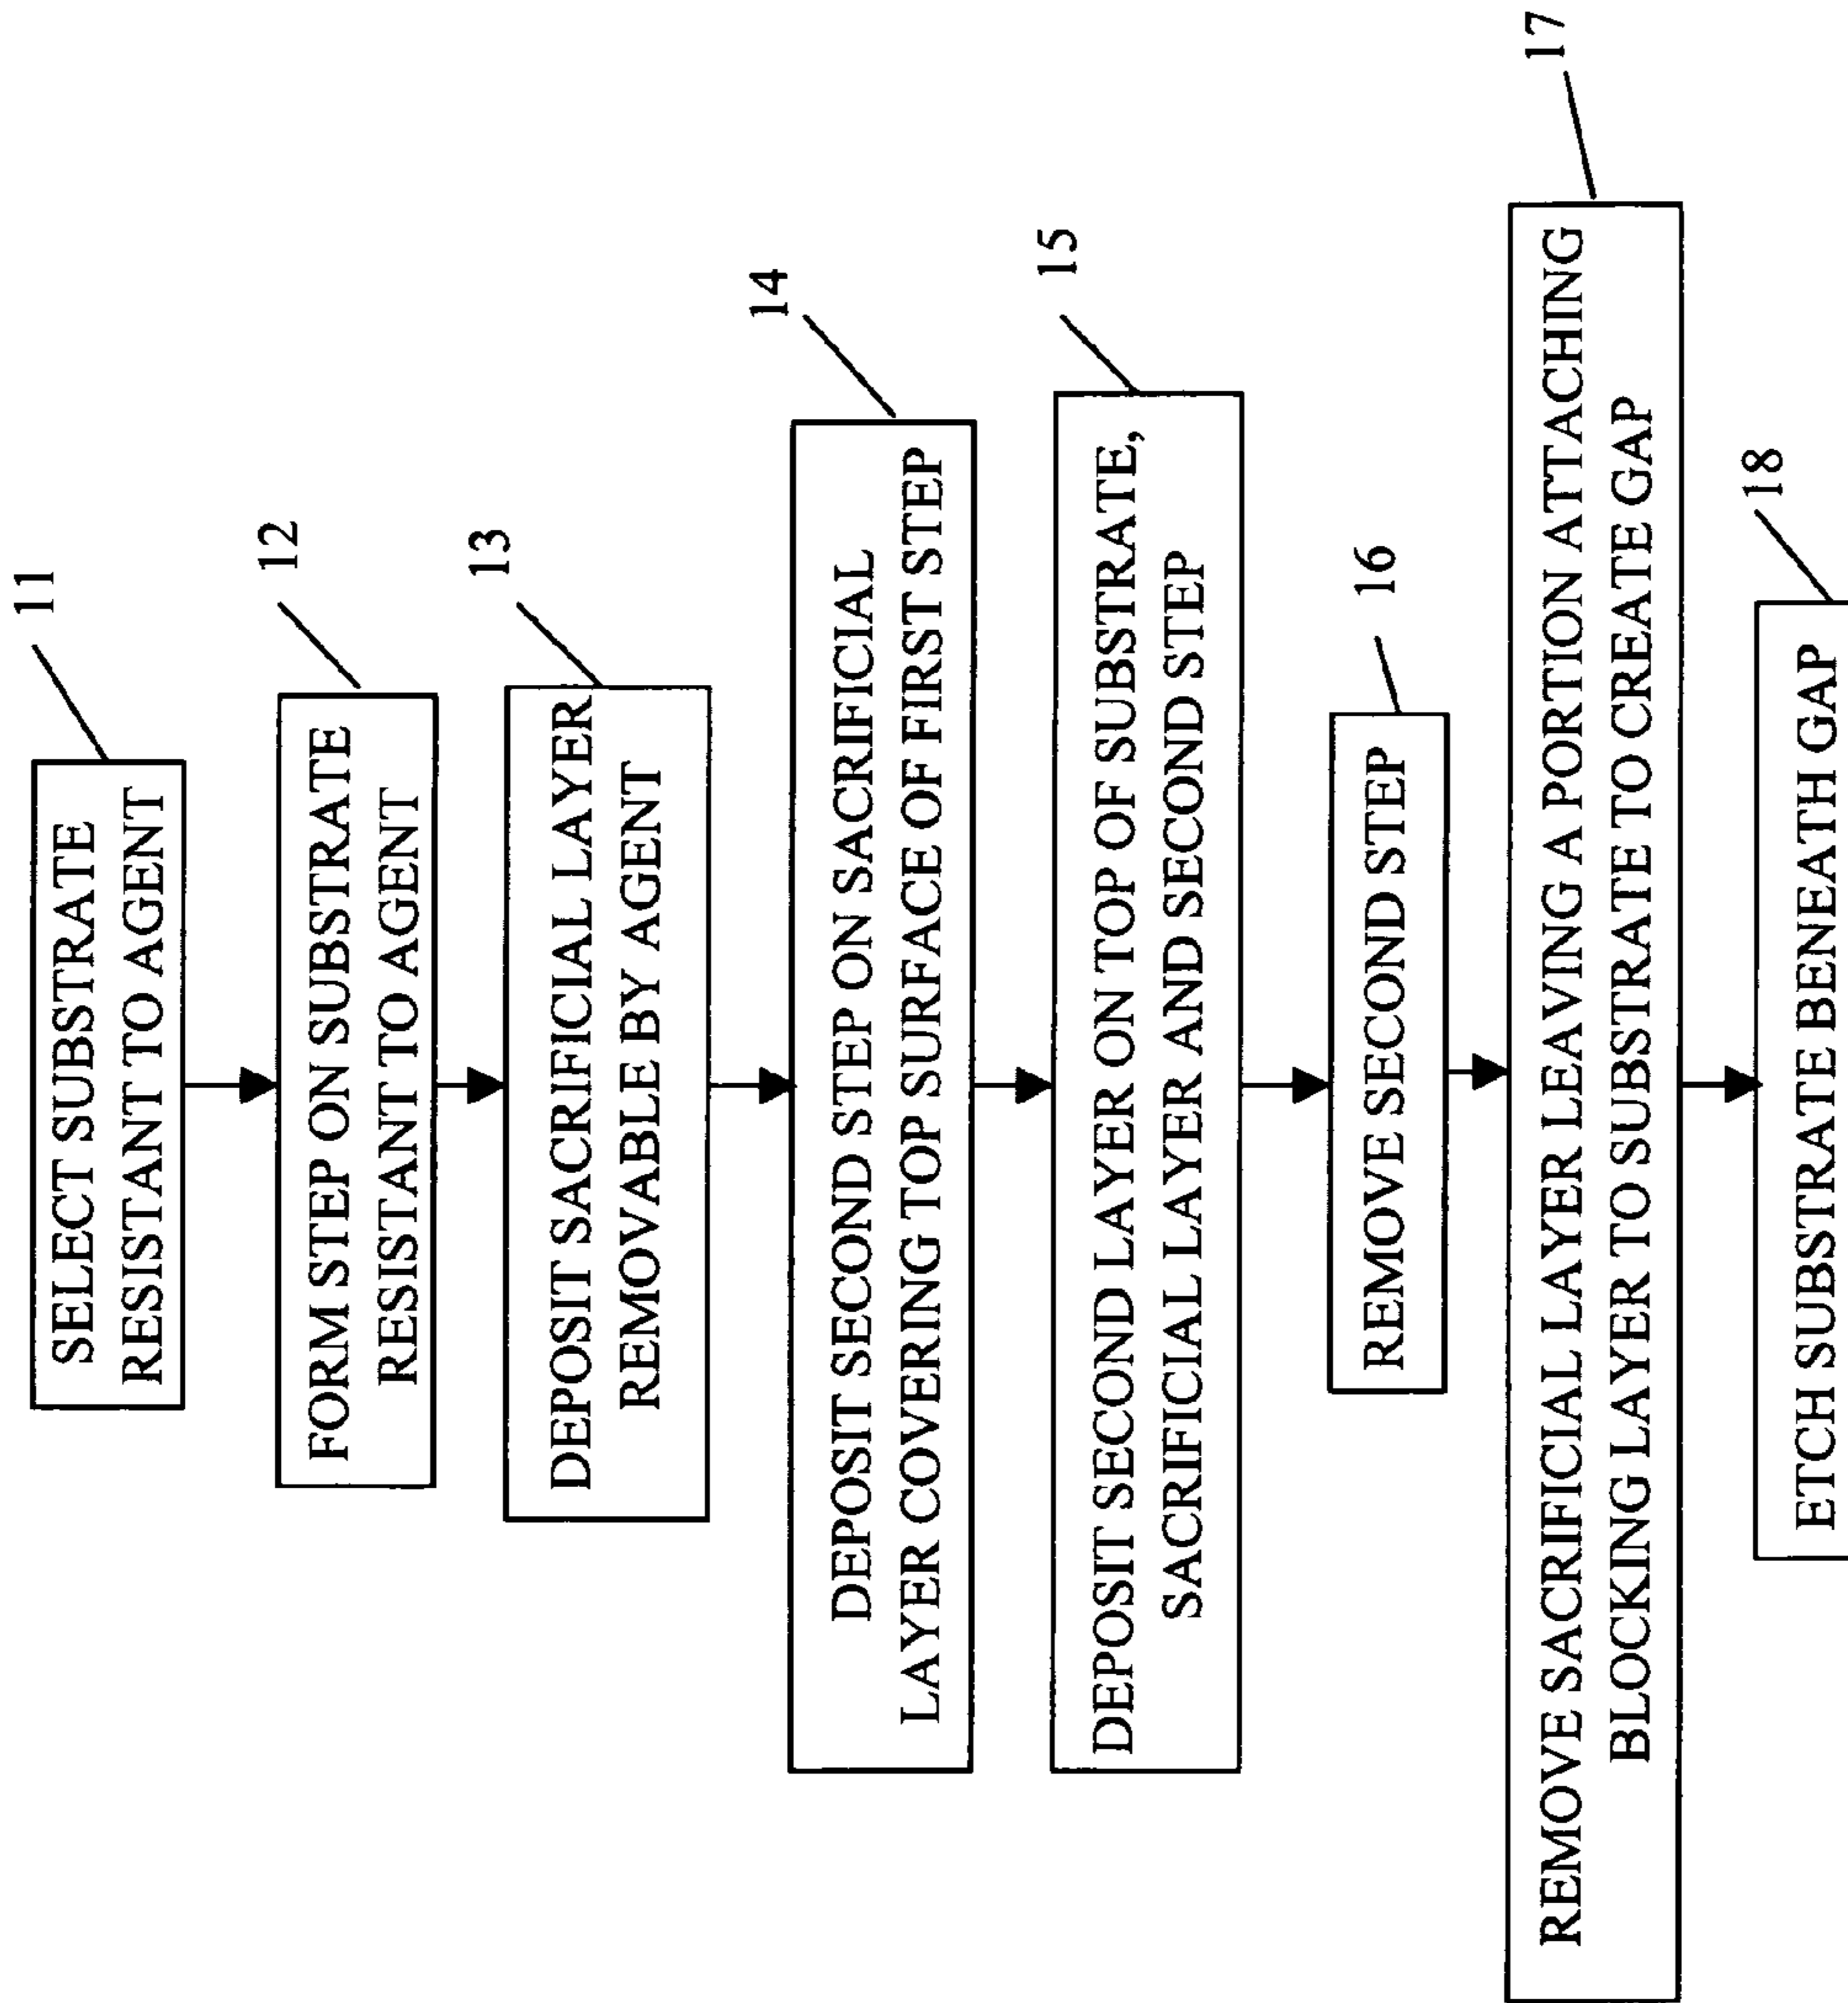 11
SELECT SUBSTRATE
RESISTANT TO AGENT
12
FORM STEP ON SUBSTRATE
RESISTANT TO AGENT
13
DEPOSIT SACRIFICIAL LAYER
REMOVABLE BY AGENT
14
DEPOSIT SECOND STEP ON SACRIFICIAL
LAYER COVERING TOP SURFACE OF FIRST STEP
15
DEPOSIT SECOND LAYER ON TOP OF SUBSTRATE,
SACRIFICIAL LAYER AND SECOND STEP
16
REMOVE SECOND STEP
17
REMOVE SACRIFICIAL LAYER LEAVING A PORTION ATTACHING
BLOCKING LAYER TO SUBSTRATE TO CREATE GAP
18
ETCH SUBSTRATE BENEATH GAP